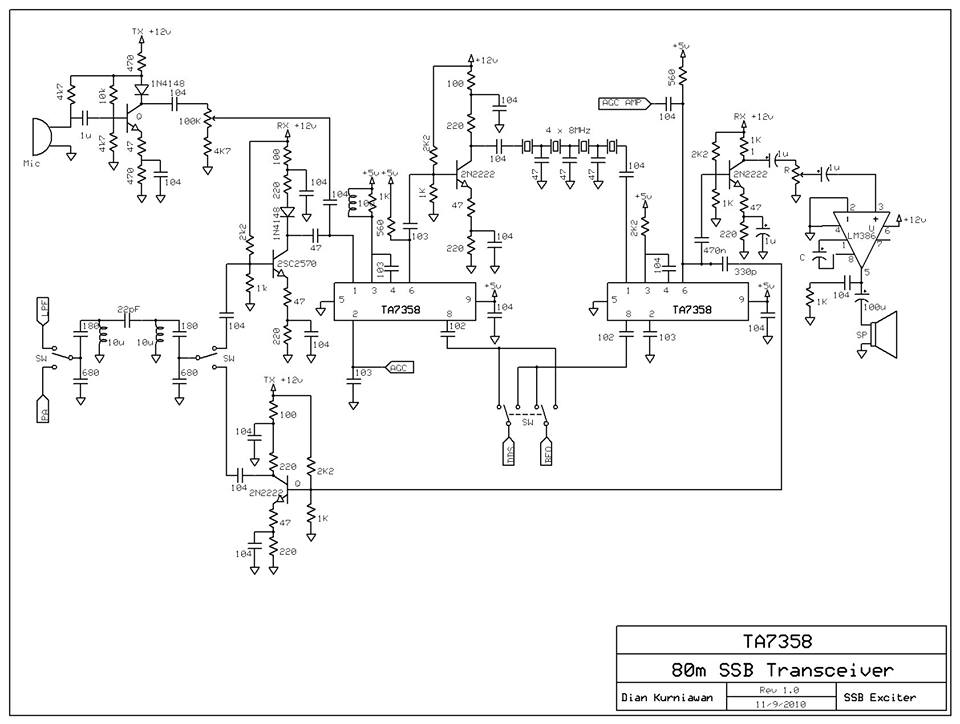 TX +12v
470
1N4148
104
4k7
10k
Q
100K
1u
Mic
4k7
47
470
104
4K7
RX +12v
100
220
104
104
1N4148
2k2
47
2SC2570
1k
47
220
104
104
+5v +5v
10
1K
560
103
103
1 3 4 6
5 9
TA7358
2 8
+5v
104
102
103
AGC
+12v
100
104
220
2K2
1K
2N2222
47
220
104
104
4 x 8MHz
47 47 47
104
AGC AMP
104
+5v
560
+5v
2K2
104
1 3 4 6
5 9
TA7358
8 2
+5v
104
102
103
470n
330p
RX +12v
1K
1
2K2
2N2222
1K
47
220
1u
1u
R
1u
2 3
- +
U
LM386
+12v
6
7
1
8
C
5
104
1K
100u
SP
LPF
22pF
180
10u
10u
180
SW
SW
680
680
PA
SW
DDS
BFO
TX +12v
100
104
220
2K2
104
2N2222
Q
47
1K
104
220
TA7358
80m SSB Transceiver
Dian Kurniawan
Rev 1.0
11/9/2010
SSB Exciter